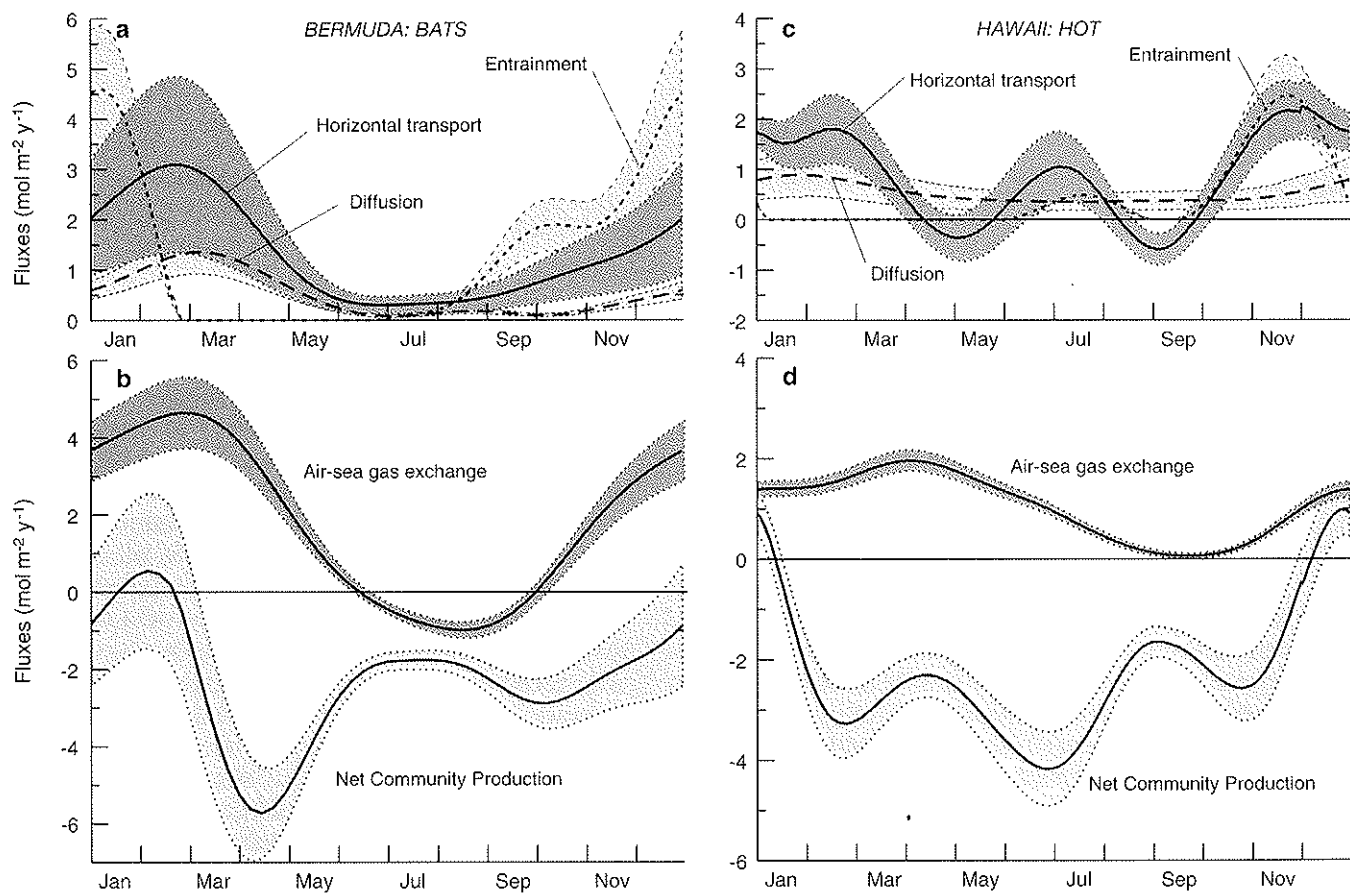 a
BERMUDA: BATS
Entrainment
Horizontal transport
Diffusion
Fluxes (mol m-2 y-1)
6
5
4
3
2
1
0
Jan Mar May Jul Sep Nov
c
HAWAII: HOT
Entrainment
Horizontal transport
Diffusion
4
3
2
1
0
-1
-2
Jan Mar May Jul Sep Nov
b
Air-sea gas exchange
Net Community Production
Fluxes (mol m-2 y-1)
6
4
2
0
-2
-4
-6
Jan Mar May Jul Sep Nov
d
Air-sea gas exchange
Net Community Production
4
2
0
-2
-4
-6
Jan Mar May Jul Sep Nov